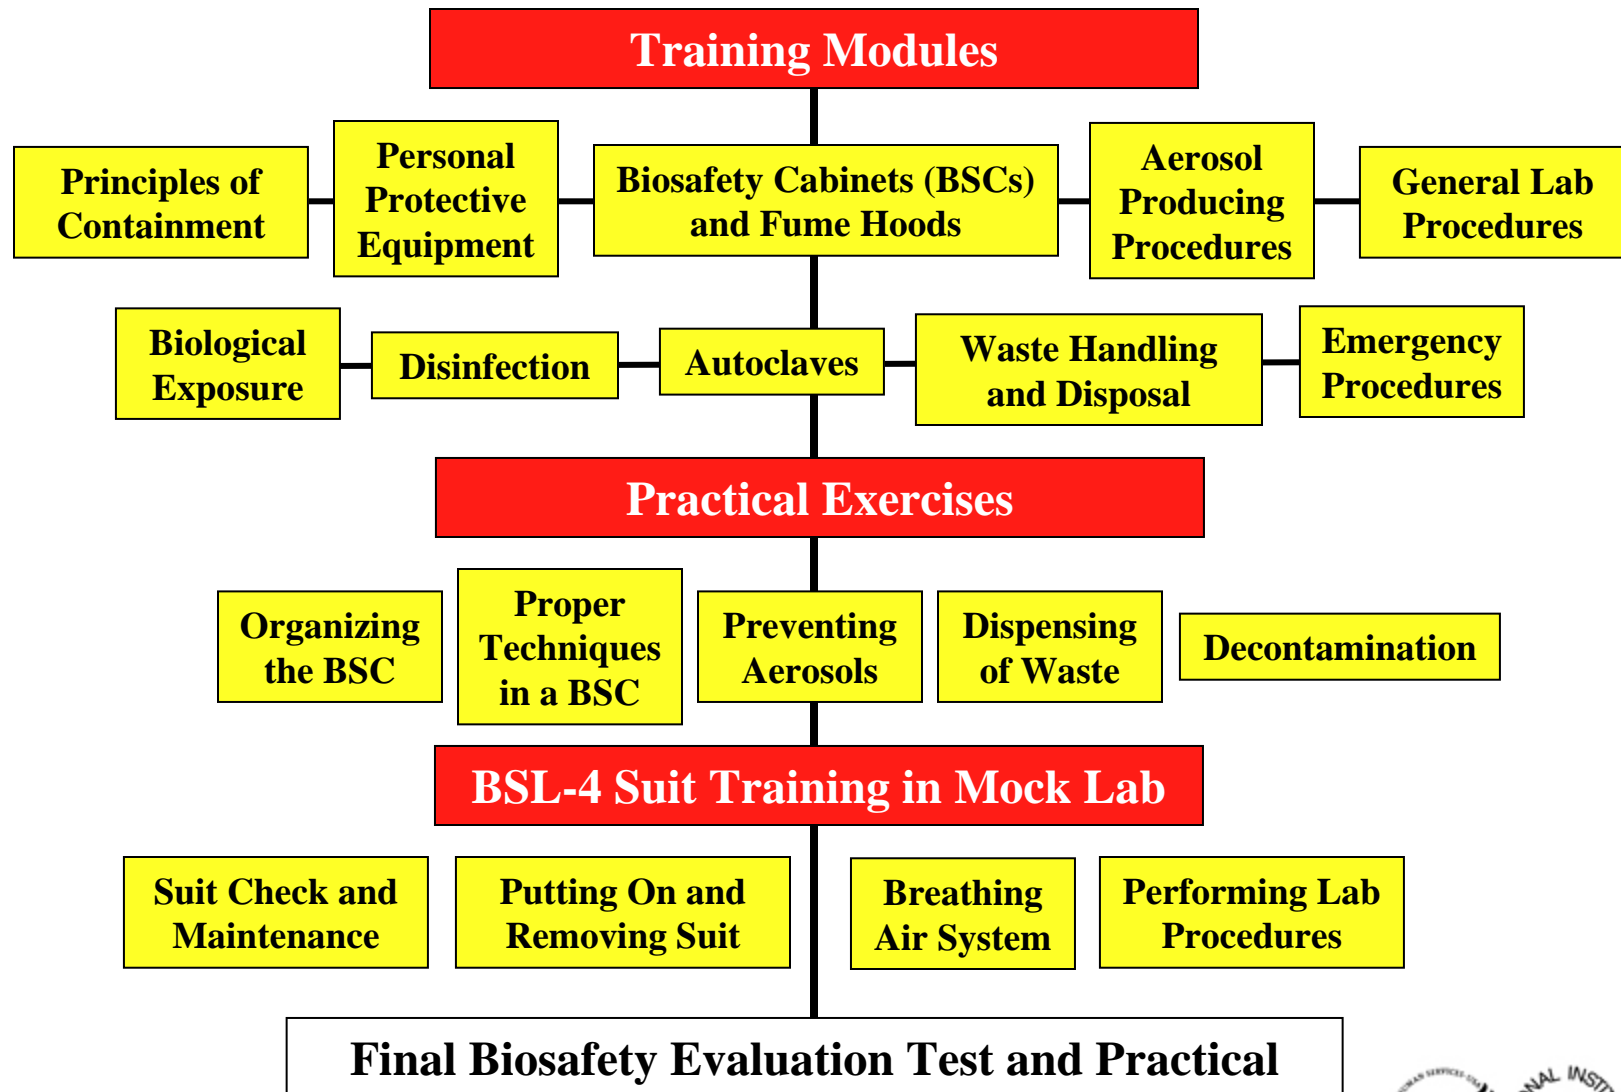 Training Modules
Principles of
Containment
Personal
Protective
Equipment
Biosafety Cabinets (BSCs)
and Fume Hoods
Aerosol
Producing
Procedures
General Lab
Procedures
Biological
Exposure
Disinfection
Autoclaves
Waste Handling
and Disposal
Emergency
Procedures
Practical Exercises
Organizing
the BSC
Proper
Techniques
in a BSC
Preventing
Aerosols
Dispensing
of Waste
Decontamination
BSL-4 Suit Training in Mock Lab
Suit Check and
Maintenance
Putting On and
Removing Suit
Breathing
Air System
Performing Lab
Procedures
Final Biosafety Evaluation Test and Practical